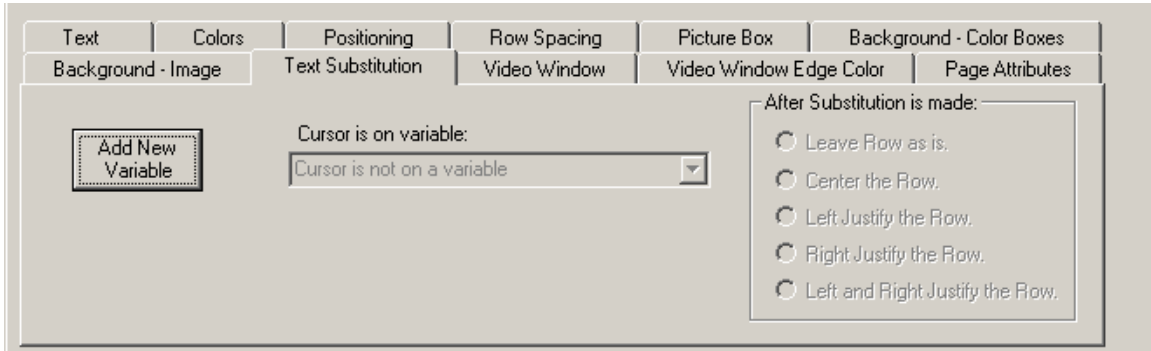 Text Colors Positioning Row Spacing Picture Box Background - Color Boxes
Background - Image Text Substitution Video Window Video Window Edge Color Page Attributes
Add New
Variable
Cursor is on variable:
Cursor is not on a variable
After Substitution is made:
Leave Row as is.
Center the Row.
Left Justify the Row.
Right Justify the Row.
Left and Right Justify the Row.